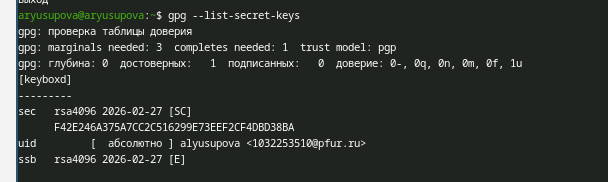 выход
aryusupova@aryusupova:~$ gpg --list-secret-keys
gpg: проверка таблицы доверия
gpg: marginals needed: 3  completes needed: 1  trust model: pgp
gpg: глубина: 0  достоверных:   1  подписанных:   0  доверие: 0-, 0q, 0n, 0m, 0f, 1u
[keyboxd]
---------
sec   rsa4096 2026-02-27 [SC]
      F42E246A375A7CC2C516299E73EEF2CF4DBD38BA
uid         [  абсолютно ] alyusupova <1032253510@pfur.ru>
ssb   rsa4096 2026-02-27 [E]